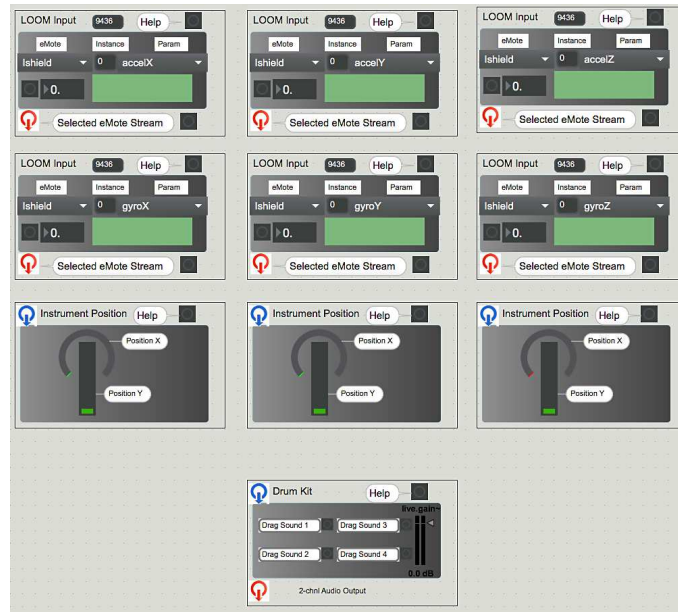 LOOM Input 9436 Help
eMote Instance Param
Ishield 0 accelX
0.
Selected eMote Stream
LOOM Input 9436 Help
eMote Instance Param
Ishield 0 accelY
0.
Selected eMote Stream
LOOM Input 9436 Help
eMote Instance Param
Ishield 0 accelZ
0.
Selected eMote Stream
LOOM Input 9436 Help
eMote Instance Param
Ishield 0 gyroX
0.
Selected eMote Stream
LOOM Input 9436 Help
eMote Instance Param
Ishield 0 gyroY
0.
Selected eMote Stream
LOOM Input 9436 Help
eMote Instance Param
Ishield 0 gyroZ
0.
Selected eMote Stream
Instrument Position Help
Position X
Position Y
Instrument Position Help
Position X
Position Y
Instrument Position Help
Position X
Position Y
Drum Kit Help
live.gain~
Drag Sound 1 Drag Sound 3
Drag Sound 2 Drag Sound 4
0.0 dB
2-chnl Audio Output